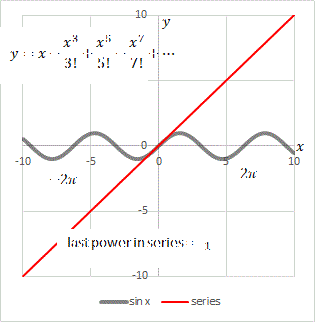 10
y
y = x - x³/3! + x⁵/5! - x⁷/7! + ⋯
5
0
x
-10 -5 0 5 10
-2π 2π
-5
last power in series = 1
-10
sin x series